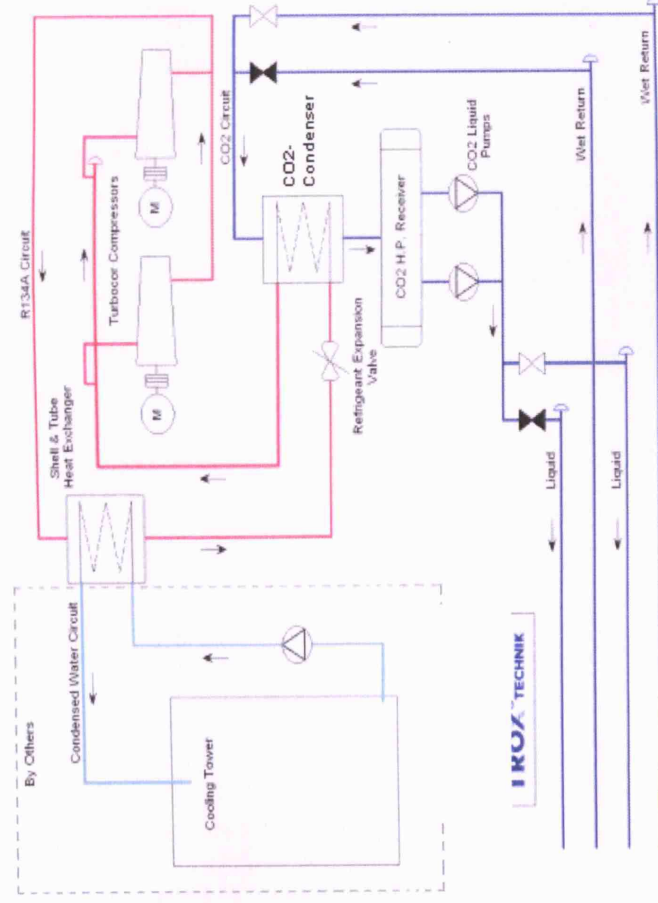 By Others
R134A Circuit
Condensed Water Circuit
Shell & Tube
Heat Exchanger
Turbocor Compressors
M
M
Cooling Tower
CO2 Circuit
CO2-
Condenser
Refrigeant Expansion
Valve
CO2 H.P. Receiver
CO2 Liquid
Pumps
TROX TECHNIK
Liquid
Wet Return
Liquid
Wet Return